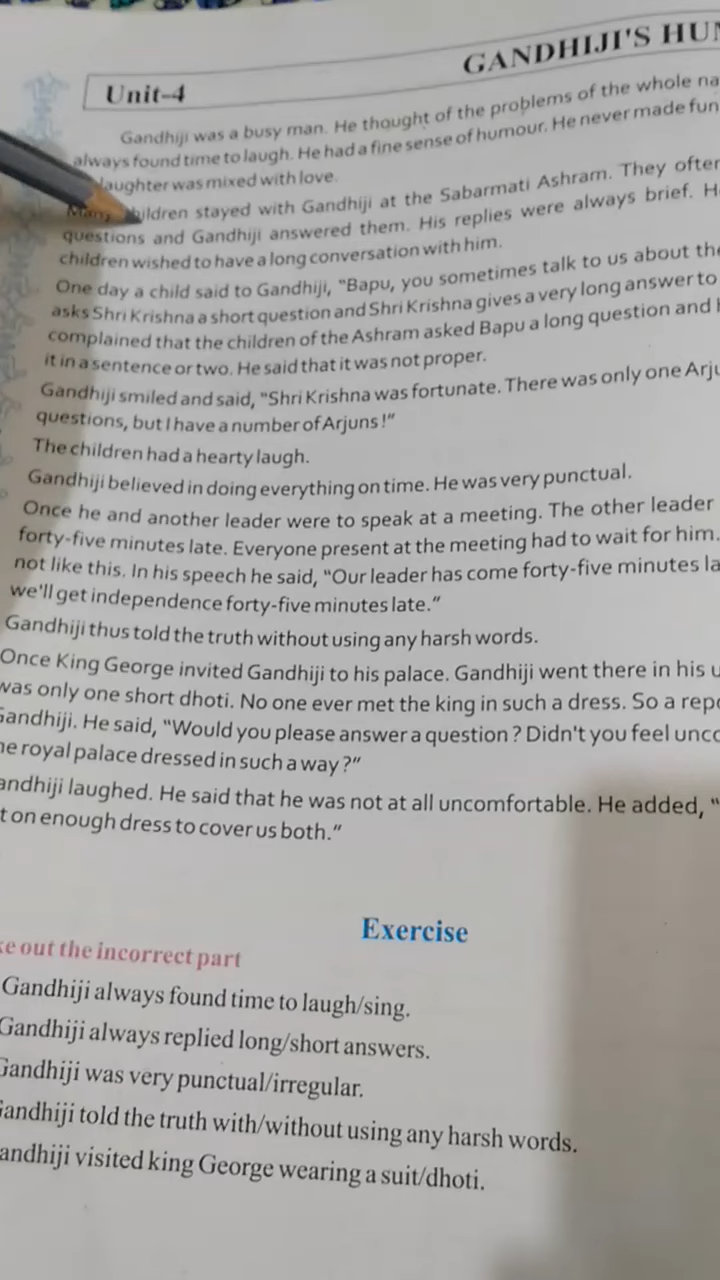 GANDHIJI'S HUM
Unit-4
Gandhiji was a busy man. He thought of the problems of the whole na
always found time to laugh. He had a fine sense of humour. He never made fun
laughter was mixed with love.
Many children stayed with Gandhiji at the Sabarmati Ashram. They often
questions and Gandhiji answered them. His replies were always brief. H
children wished to have a long conversation with him.
One day a child said to Gandhiji, "Bapu, you sometimes talk to us about the
asks Shri Krishna a short question and Shri Krishna gives a very long answer to
complained that the children of the Ashram asked Bapu a long question and
it in a sentence or two. He said that it was not proper.
Gandhiji smiled and said, "Shri Krishna was fortunate. There was only one Arju
questions, but I have a number of Arjuns!"
The children had a hearty laugh.
Gandhiji believed in doing everything on time. He was very punctual.
Once he and another leader were to speak at a meeting. The other leader
forty-five minutes late. Everyone present at the meeting had to wait for him.
not like this. In his speech he said, "Our leader has come forty-five minutes la
we'll get independence forty-five minutes late."
Gandhiji thus told the truth without using any harsh words.
Once King George invited Gandhiji to his palace. Gandhiji went there in his u
was only one short dhoti. No one ever met the king in such a dress. So a repo
Gandhiji. He said, "Would you please answer a question? Didn't you feel unco
he royal palace dressed in such a way?"
andhiji laughed. He said that he was not at all uncomfortable. He added, "
t on enough dress to cover us both."
Exercise
ke out the incorrect part
Gandhiji always found time to laugh/sing.
Gandhiji always replied long/short answers.
Gandhiji was very punctual/irregular.
Gandhiji told the truth with/without using any harsh words.
andhiji visited king George wearing a suit/dhoti.